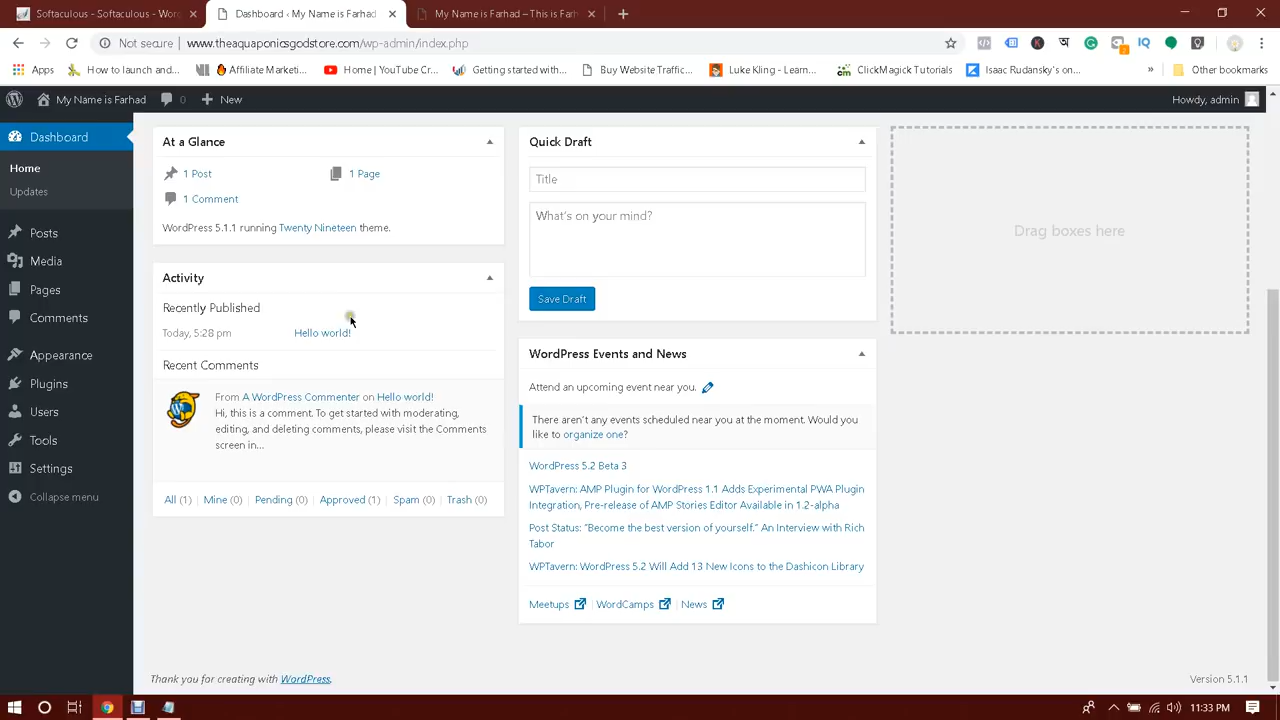 Softaculous - Softaculous - Wor
Dashboard ‹ My Name is Farhad
My Name is Farhad – This is Farh
Not secure | www.theaquaponicsgodstore.com/wp-admin/index.php
Apps
How to launch and...
Affiliate Marketi...
Home | YouTube Cr...
Getting started with...
Buy Website Traffic...
Luke Kling - Learn...
ClickMagick Tutorials
Isaac Rudansky's on...
»
Other bookmarks
My Name is Farhad
0
New
Howdy, admin
Dashboard
Home
Updates
Posts
Media
Pages
Comments
Appearance
Plugins
Users
Tools
Settings
Collapse menu
At a Glance
1 Post
1 Page
1 Comment
WordPress 5.1.1 running Twenty Nineteen theme.
Activity
Recently Published
Today, 5:28 pm
Hello world!
Recent Comments
From A WordPress Commenter on Hello world!
Hi, this is a comment. To get started with moderating,
editing, and deleting comments, please visit the Comments
screen in...
All (1) | Mine (0) | Pending (0) | Approved (1) | Spam (0) | Trash (0)
Quick Draft
Title
What's on your mind?
Save Draft
WordPress Events and News
Attend an upcoming event near you.
There aren't any events scheduled near you at the moment. Would you
like to organize one?
WordPress 5.2 Beta 3
WPTavern: AMP Plugin for WordPress 1.1 Adds Experimental PWA Plugin
Integration, Pre-release of AMP Stories Editor Available in 1.2-alpha
Post Status: "Become the best version of yourself." An Interview with Rich
Tabor
WPTavern: WordPress 5.2 Will Add 13 New Icons to the Dashicon Library
Meetups | WordCamps | News
Drag boxes here
Thank you for creating with WordPress.
Version 5.1.1
11:33 PM